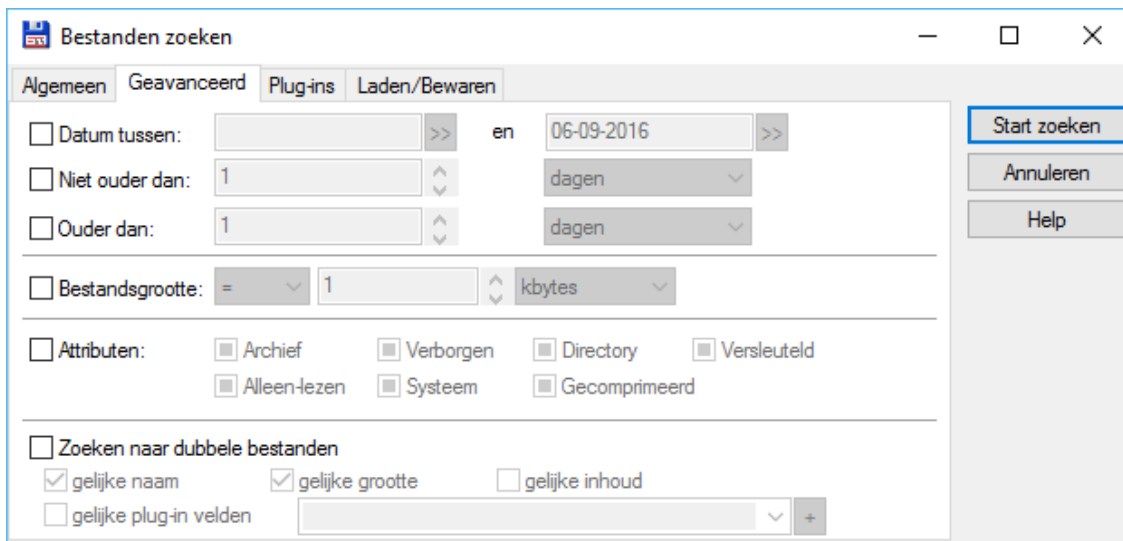 Bestanden zoeken
Algemeen Geavanceerd Plug-ins Laden/Bewaren
Datum tussen: >> en 06-09-2016 >> Start zoeken
Niet ouder dan: 1 dagen Annuleren
Ouder dan: 1 dagen Help
Bestandsgrootte: = 1 kbytes
Attributen: Archief Verborgen Directory Versleuteld
Alleen-lezen Systeem Gecomprimeerd
Zoeken naar dubbele bestanden
gelijke naam gelijke grootte gelijke inhoud
gelijke plug-in velden +